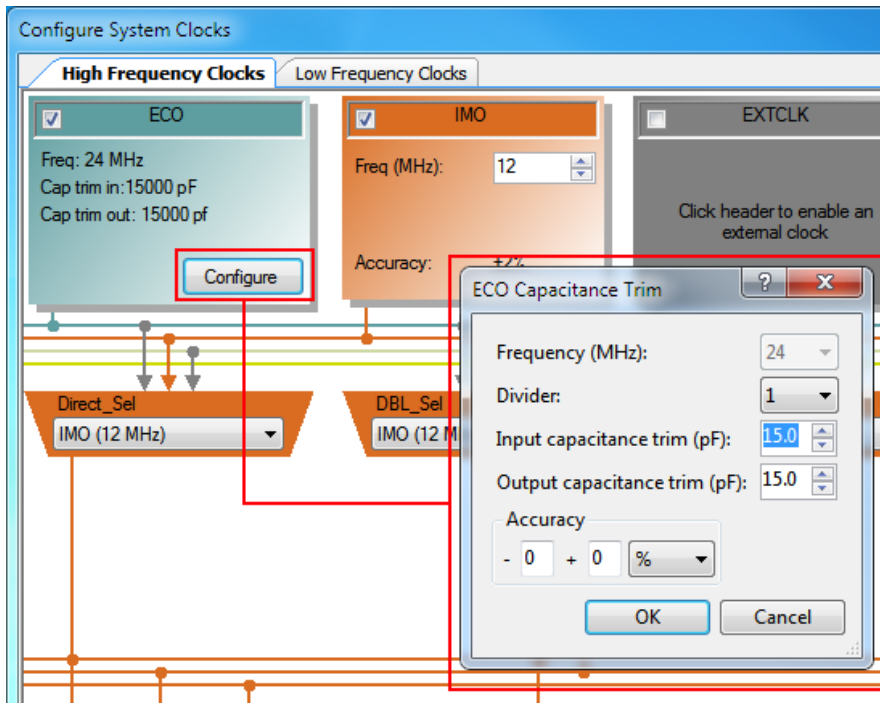 Configure System Clocks
High Frequency Clocks
Low Frequency Clocks
ECO
Freq: 24 MHz
Cap trim in:15000 pF
Cap trim out: 15000 pf
Configure
IMO
Freq (MHz): 12
Accuracy: ±2%
EXTCLK
Click header to enable an
external clock
Direct_Sel
IMO (12 MHz)
DBL_Sel
IMO (12 M
ECO Capacitance Trim
?
Frequency (MHz): 24
Divider: 1
Input capacitance trim (pF): 15.0
Output capacitance trim (pF): 15.0
Accuracy
- 0 + 0 %
OK
Cancel